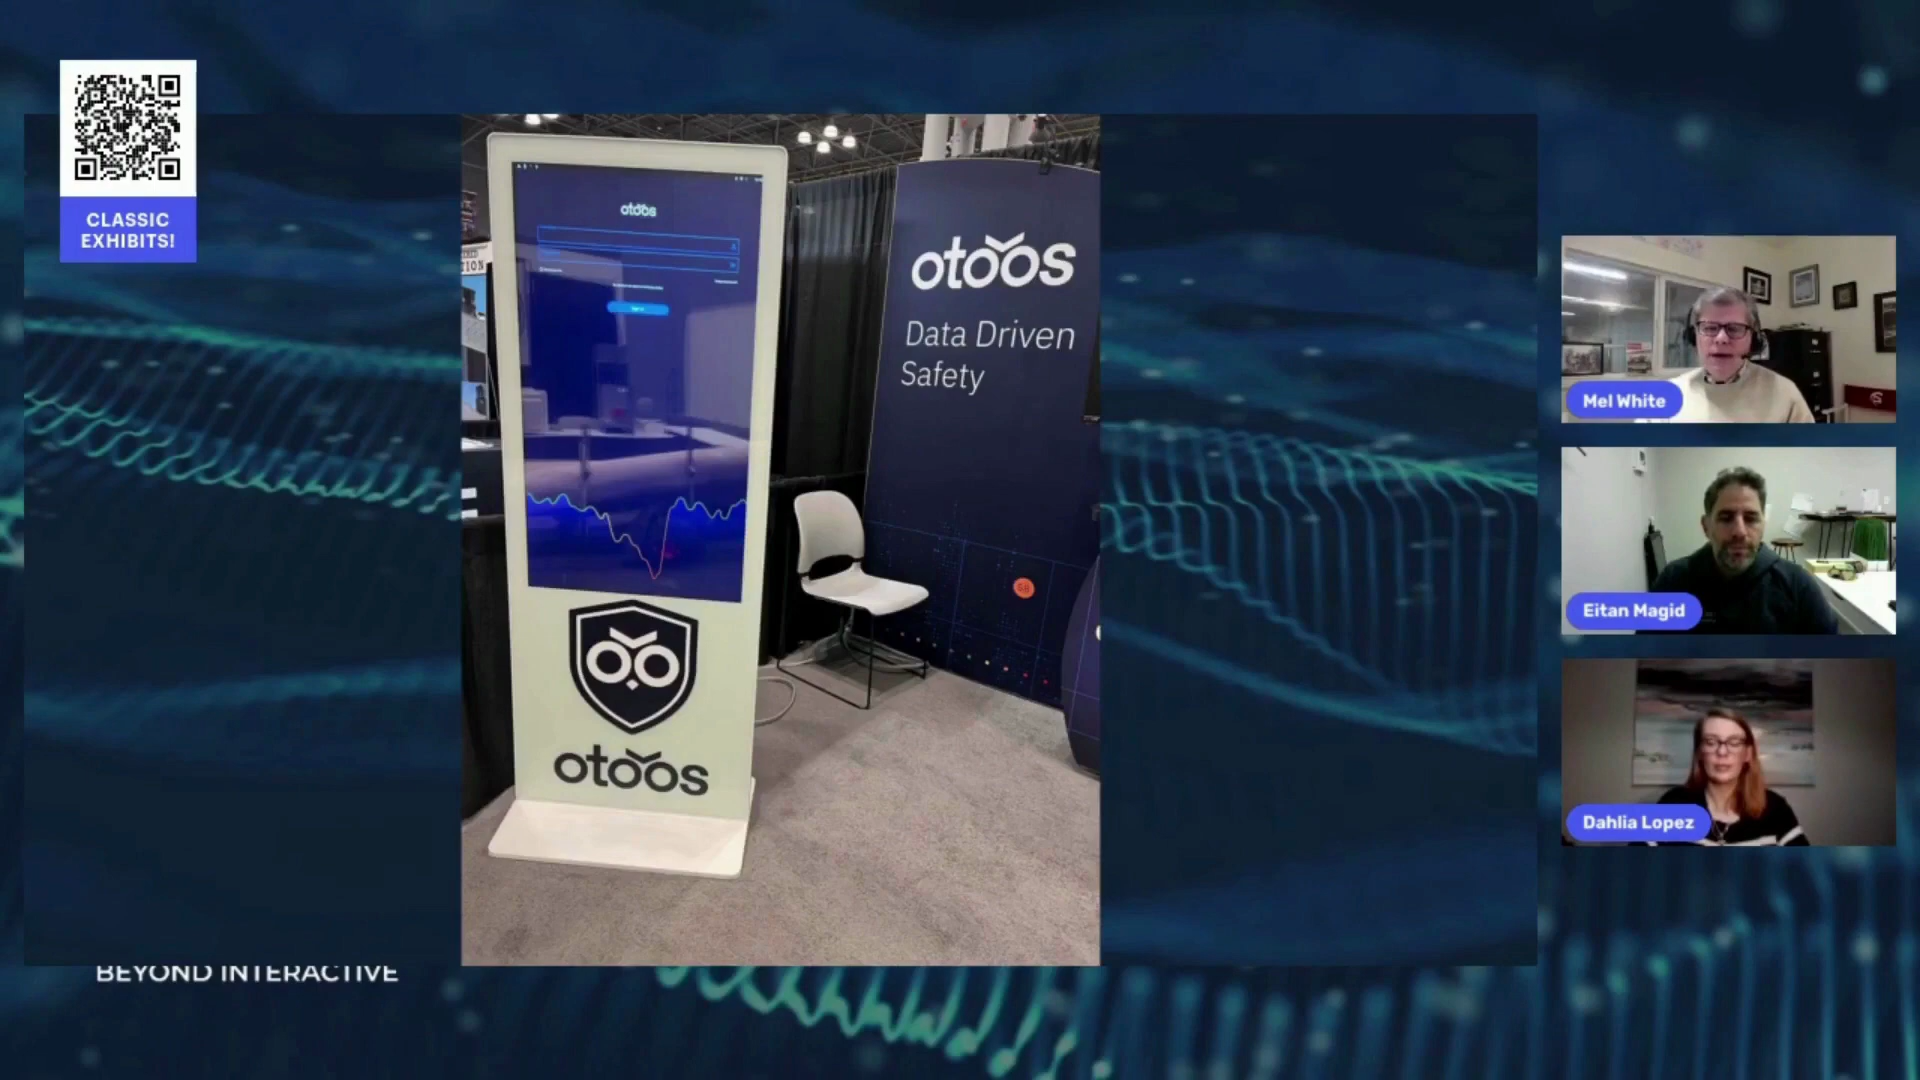 CLASSIC
EXHIBITS!
otoos
otoos
Data Driven
Safety
otoos
BEYOND INTERACTIVE
Mel White
Eitan Magid
Dahlia Lopez